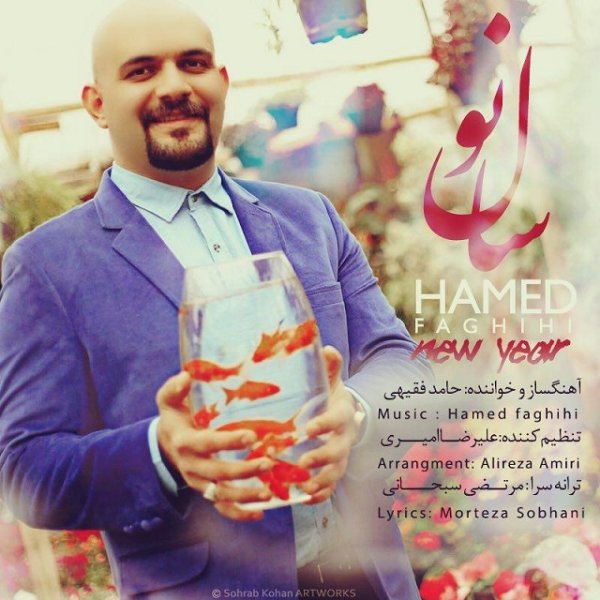 سال نو
HAMED
FAGHIHI
new year
آهنگساز و خواننده: حامد فقیهی
Music : Hamed faghihi
تنظیم کننده:علیرضا امیری
Arrangment: Alireza Amiri
ترانه سرا: مرتضی سبحانی
Lyrics: Morteza Sobhani
© Sohrab Kohan ARTWORKS